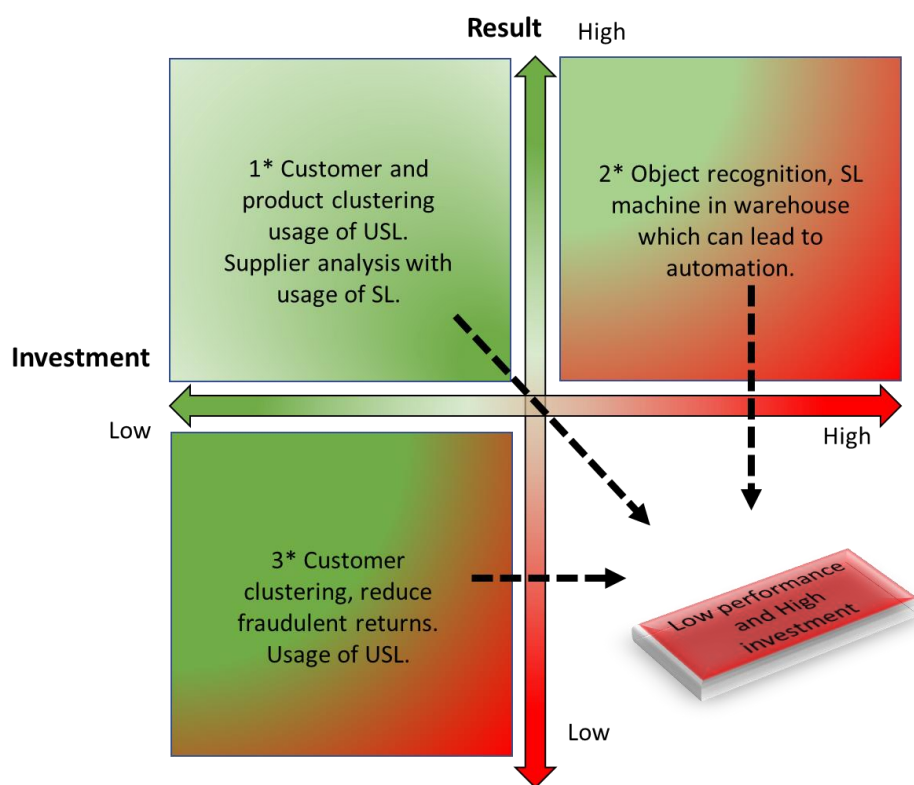 Result
High
1* Customer and
product clustering
usage of USL.
Supplier analysis with
usage of SL.
2* Object recognition, SL
machine in warehouse
which can lead to
automation.
Investment
Low
High
3* Customer
clustering, reduce
fraudulent returns.
Usage of USL.
Low performance
and High
investment
Low